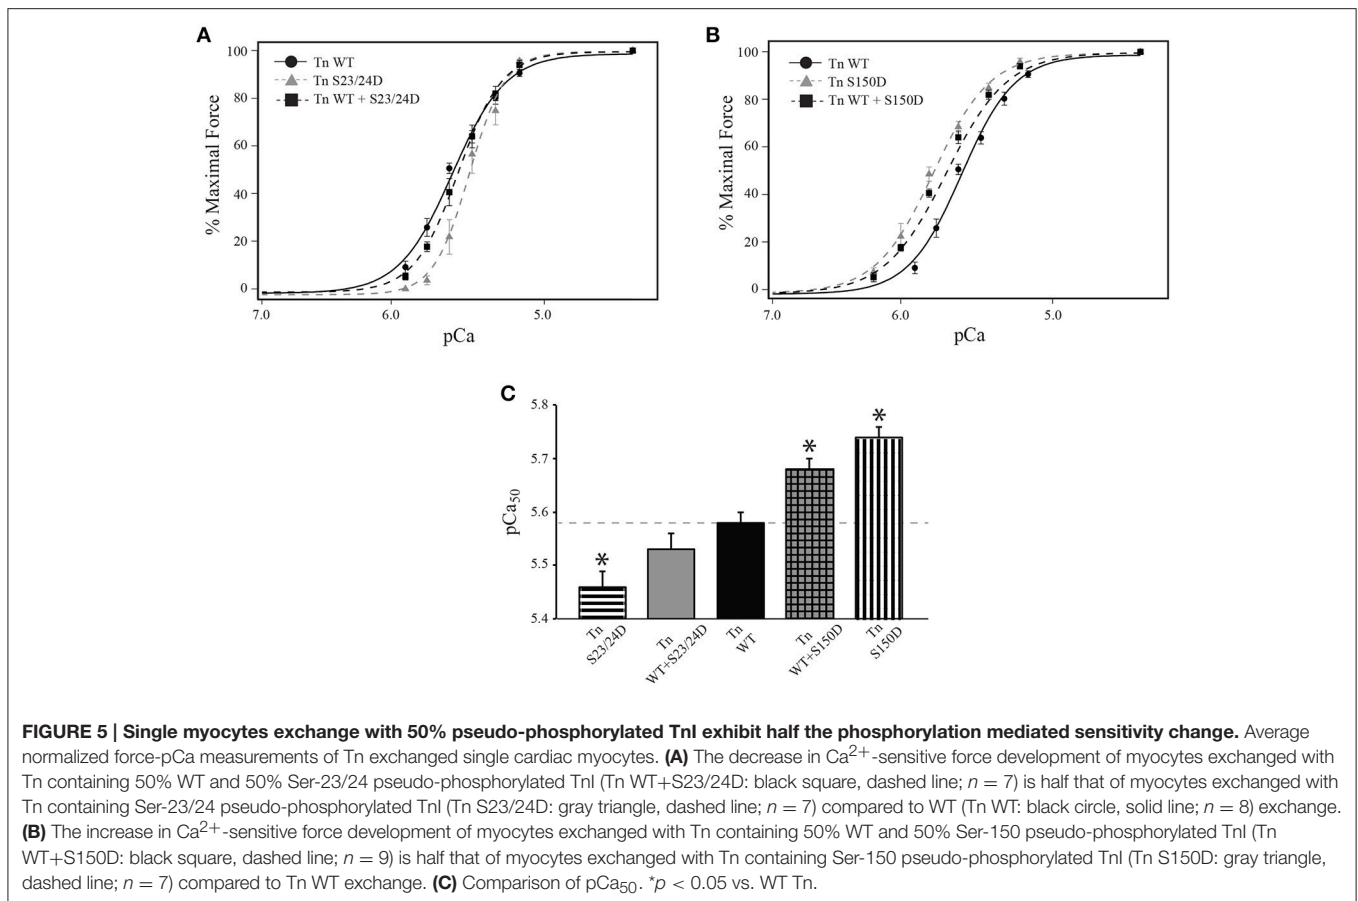 A
100
80
60
40
20
0
% Maximal Force
Tn WT
Tn S23/24D
Tn WT + S23/24D
7.0 6.0 5.0
pCa
B
100
80
60
40
20
0
% Maximal Force
Tn WT
Tn S150D
Tn WT + S150D
7.0 6.0 5.0
pCa
C
5.8
5.7
5.6
5.5
5.4
pCa50
* * *
Tn S23/24D
Tn WT+S23/24D
Tn WT
Tn WT+S150D
Tn S150D
FIGURE 5 | Single myocytes exchange with 50% pseudo-phosphorylated TnI exhibit half the phosphorylation mediated sensitivity change. Average
normalized force-pCa measurements of Tn exchanged single cardiac myocytes. (A) The decrease in Ca2+-sensitive force development of myocytes exchanged with
Tn containing 50% WT and 50% Ser-23/24 pseudo-phosphorylated TnI (Tn WT+S23/24D: black square, dashed line; n = 7) is half that of myocytes exchanged with
Tn containing Ser-23/24 pseudo-phosphorylated TnI (Tn S23/24D: gray triangle, dashed line; n = 7) compared to WT (Tn WT: black circle, solid line; n = 8) exchange.
(B) The increase in Ca2+-sensitive force development of myocytes exchanged with Tn containing 50% WT and 50% Ser-150 pseudo-phosphorylated TnI (Tn
WT+S150D: black square, dashed line; n = 9) is half that of myocytes exchanged with Tn containing Ser-150 pseudo-phosphorylated TnI (Tn S150D: gray triangle,
dashed line; n = 7) compared to Tn WT exchange. (C) Comparison of pCa50. *p < 0.05 vs. WT Tn.